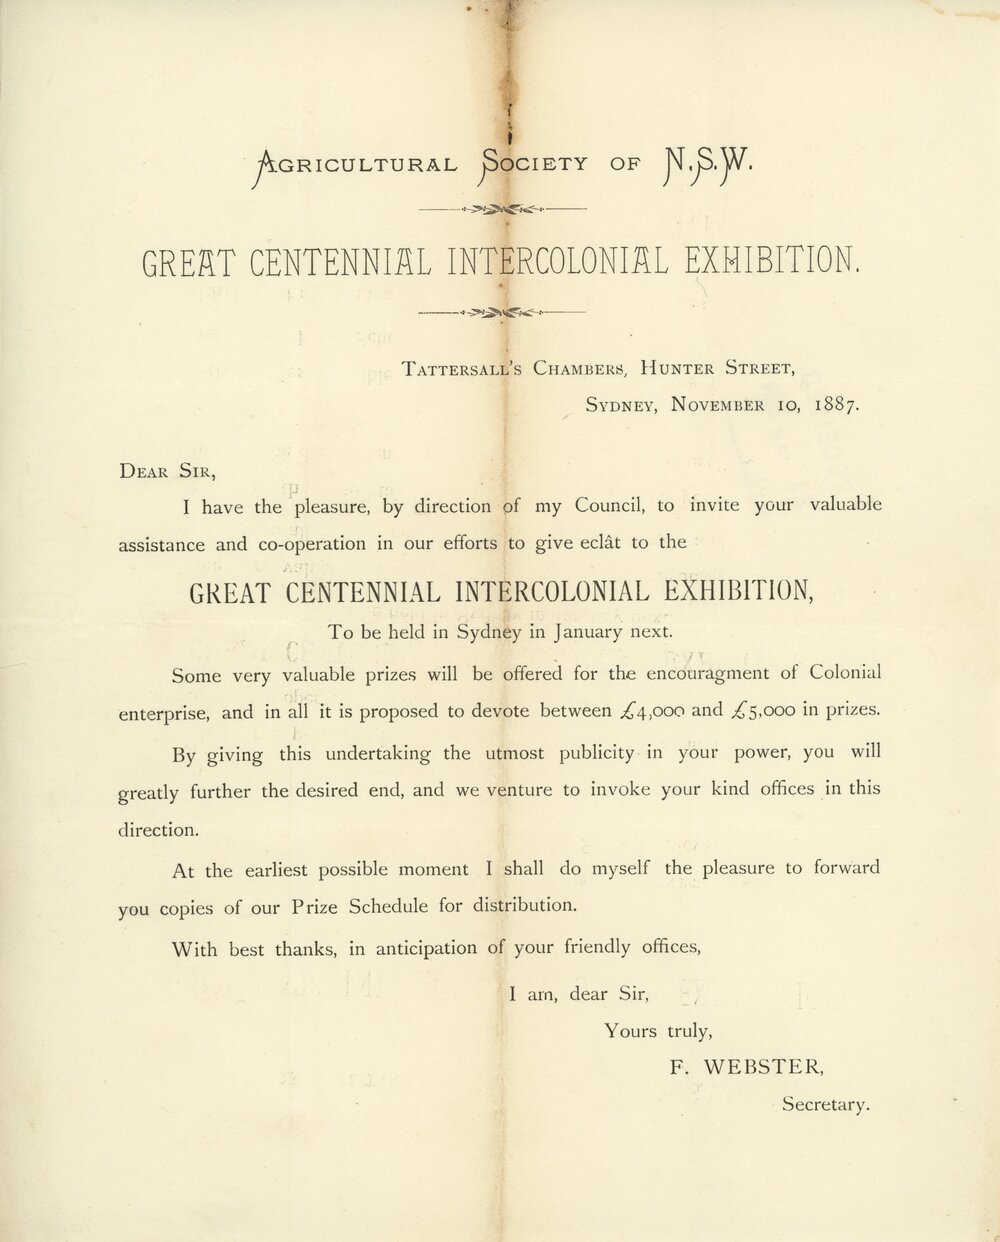 AGRICULTURAL SOCIETY OF N.S.W.
GREAT CENTENNIAL INTERCOLONIAL EXHIBITION.
TATTERSALL'S CHAMBERS, HUNTER STREET,
SYDNEY, NOVEMBER 10, 1887.
DEAR SIR,
I have the pleasure, by direction of my Council, to invite your valuable
assistance and co-operation in our efforts to give eclât to the
GREAT CENTENNIAL INTERCOLONIAL EXHIBITION,
To be held in Sydney in January next.
Some very valuable prizes will be offered for the encouragment of Colonial
enterprise, and in all it is proposed to devote between £4,000 and £5,000 in prizes.
By giving this undertaking the utmost publicity in your power, you will
greatly further the desired end, and we venture to invoke your kind offices in this
direction.
At the earliest possible moment I shall do myself the pleasure to forward
you copies of our Prize Schedule for distribution.
With best thanks, in anticipation of your friendly offices,
I am, dear Sir,
Yours truly,
F. WEBSTER,
Secretary.